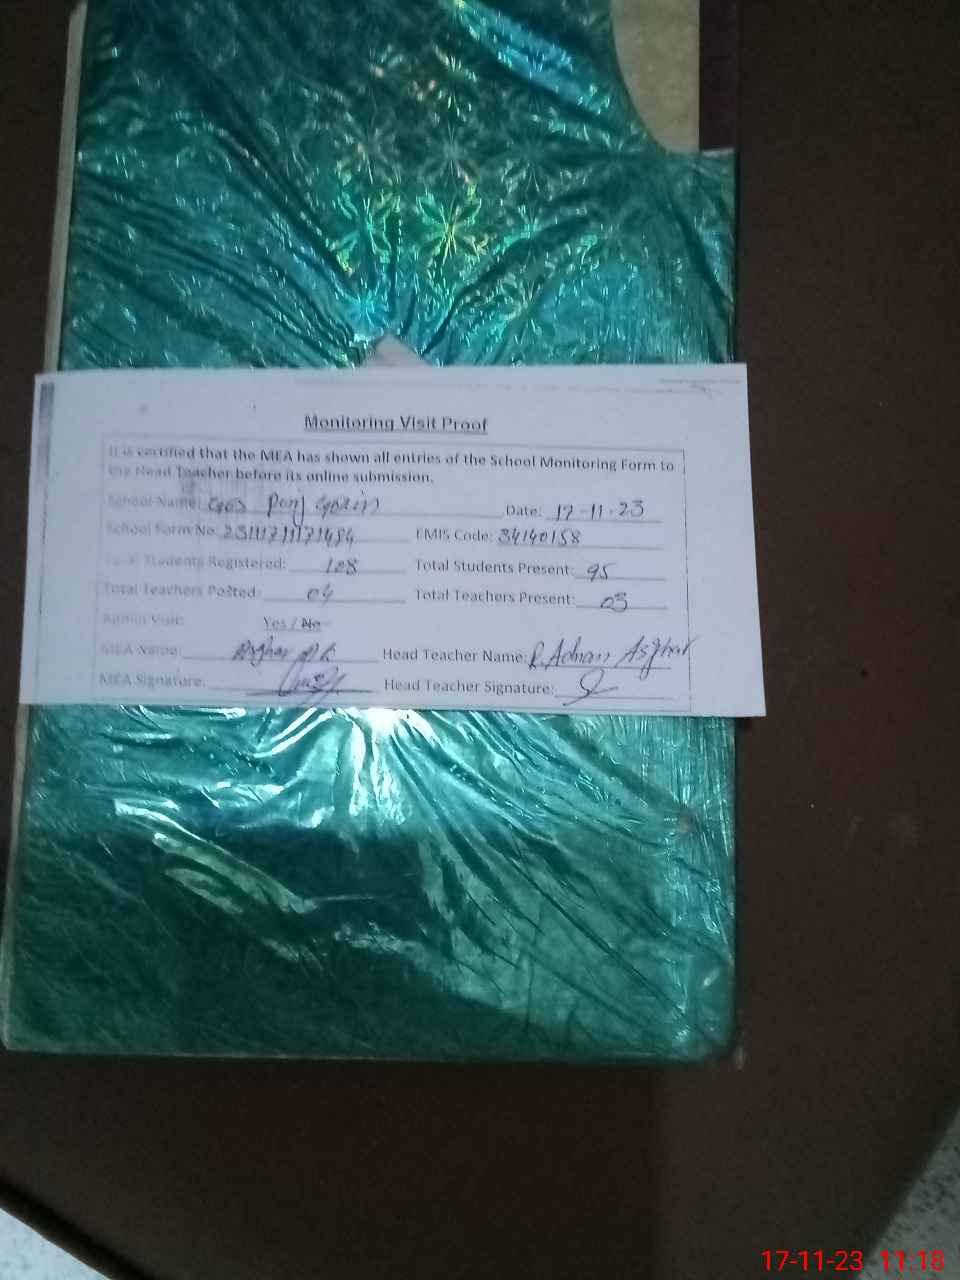 Monitoring Visit Proof
It is certified that the MEA has shown all entries of the School Monitoring Form to
the Head Teacher before its online submission.
School Name: Panj Date: 17-11-23
School Form No. EMIS Code: 34140158
Students Registered: 108 Total Students Present: 95
Total Teachers Posted: 04 Total Teachers Present: 03
Admin Visit: Yes / No
MEA Name: Asghar Head Teacher Name: R. Adnan Asghar
MEA Signature: Head Teacher Signature:
17-11-23 11:18